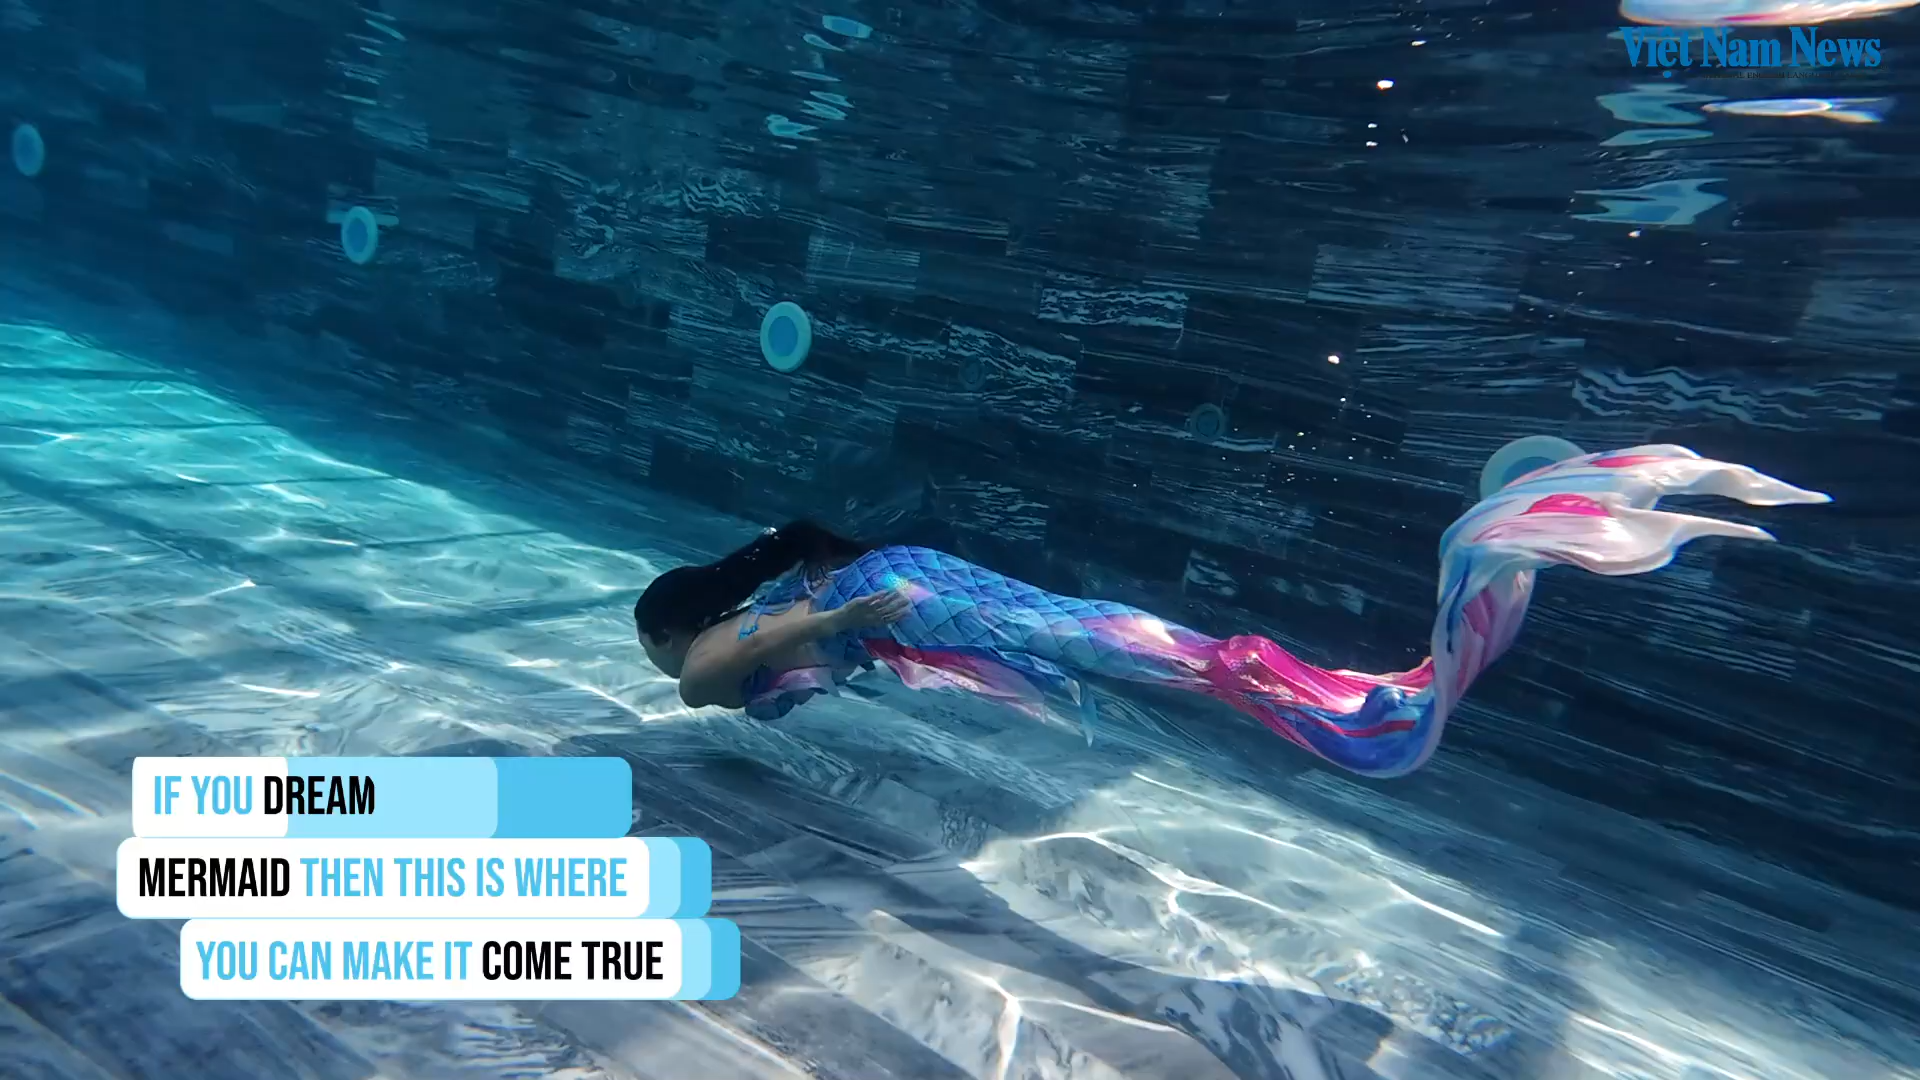 Việt Nam News
IF YOU DREAM
MERMAID THEN THIS IS WHERE
YOU CAN MAKE IT COME TRUE